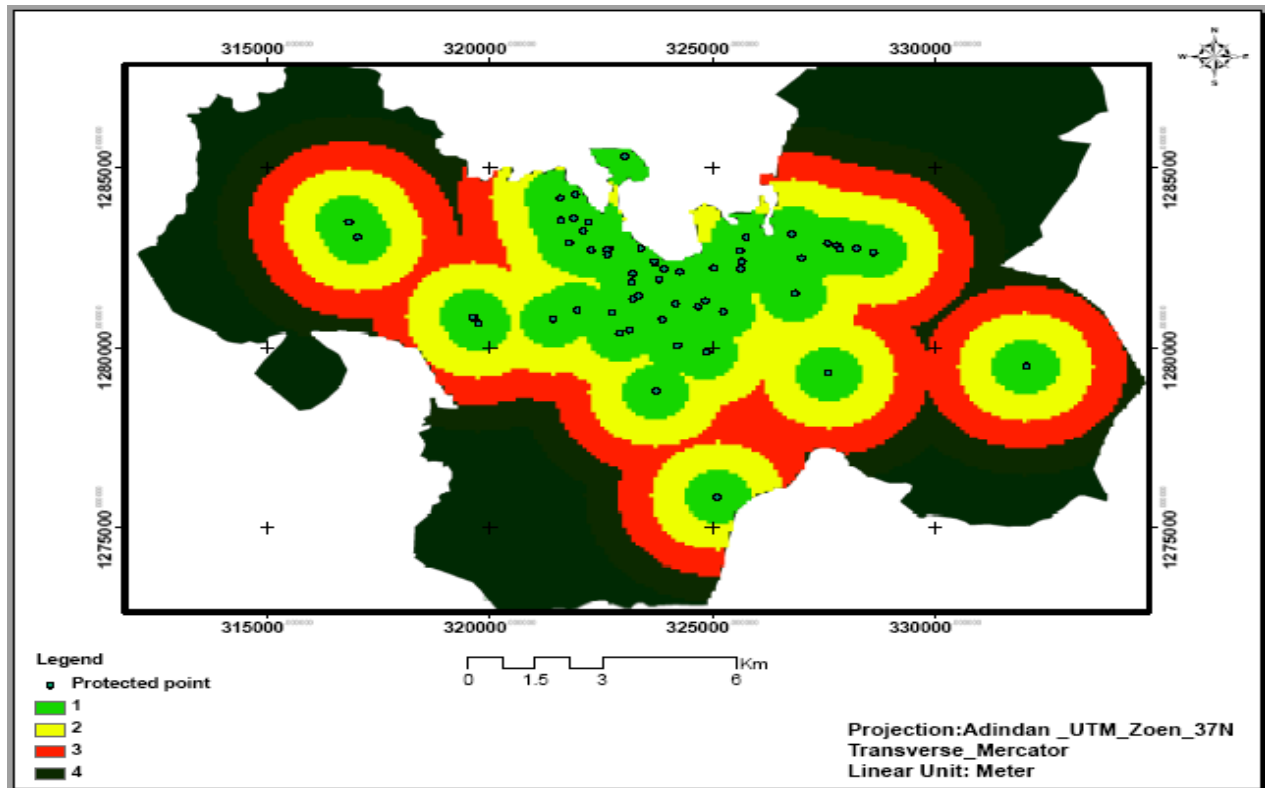 N
W E
S
315000 320000 325000 330000
1285000 1285000
1280000 1280000
1275000 1275000
315000 320000 325000 330000
Legend
Protected point
1
2
3
4
0 1.5 3 6 Km
Projection:Adindan _UTM_Zoen_37N
Transverse_Mercator
Linear Unit: Meter